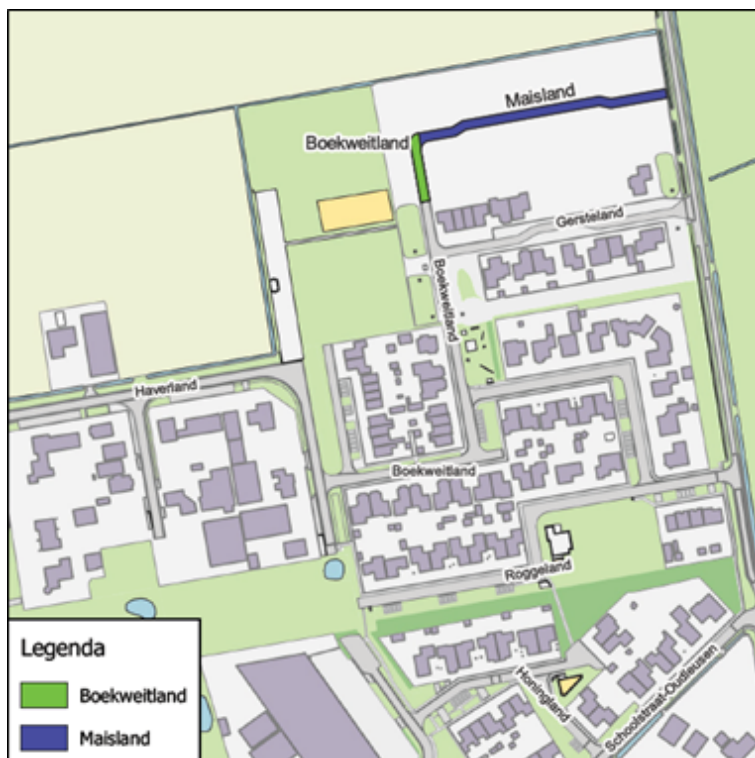 Maisland
Boekweitland
Gersteland
Boekweitland
Haverland
Boekweitland
Roggeland
Honingland
Schoolstraat-Oudleusen
Legenda
Boekweitland
Maisland